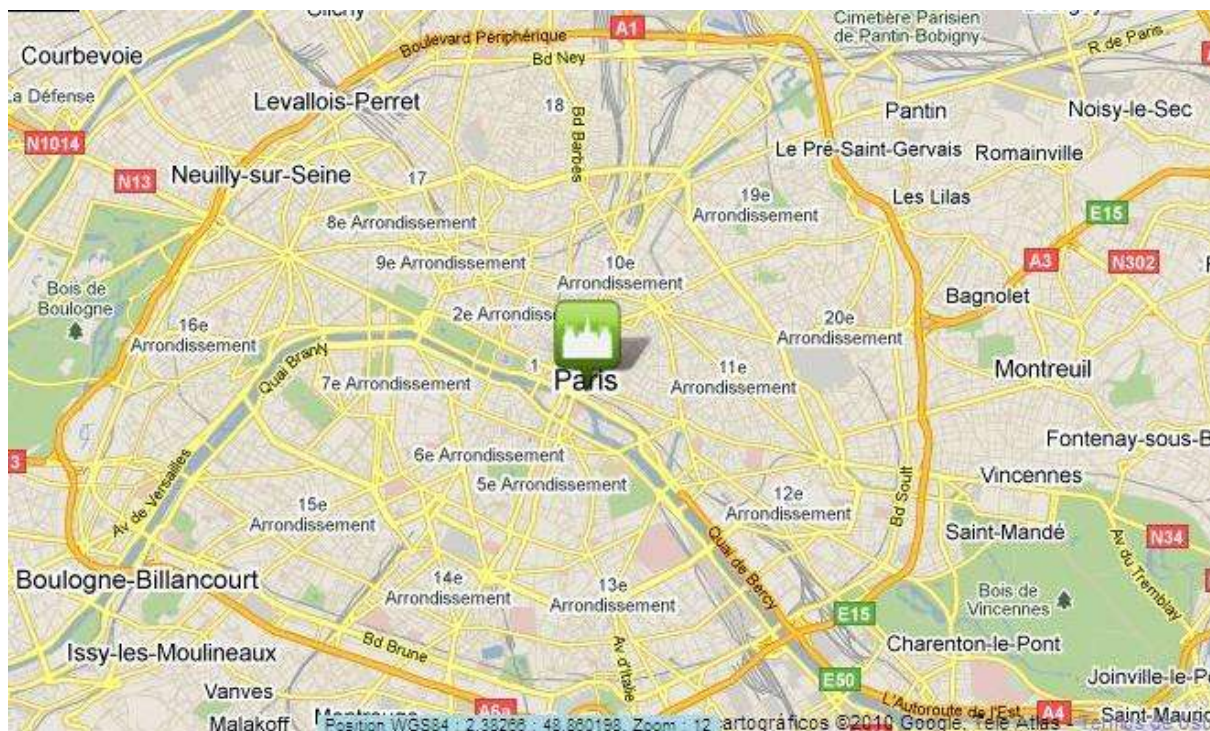 Clichy
Cimetière Parisien
de Pantin-Bobigny
A1
Boulevard Périphérique
R de Paris
Courbevoie
Bd Ney
La Défense
Levallois-Perret
18
Bd Barbès
Pantin
Noisy-le-Sec
N1014
Le Pré-Saint-Gervais
Romainville
N13
Neuilly-sur-Seine
17
19e
Arrondissement
Les Lilas
E15
8e Arrondissement
9e Arrondissement
10e
Arrondissement
A3
N302
Bois de
Boulogne
Bagnolet
16e
Arrondissement
2e Arrondiss
20e
Arrondissement
Quai Branly
1
Paris
7e Arrondissement
11e
Arrondissement
Montreuil
Fontenay-sous-B
3
Av de Versailles
6e Arrondissement
5e Arrondissement
Vincennes
15e
Arrondissement
12e
Arrondissement
Bd Soult
Saint-Mandé
N34
Quai de Bercy
Av du Tremblay
Boulogne-Billancourt
14e
Arrondissement
13e
Arrondissement
Bois de
Vincennes
E15
Bd Brune
Av d'Italie
Charenton-le-Pont
Issy-les-Moulineaux
Joinville-le-P
E50
Vanves
L'Autoroute de l'Est
A6a
A4
Saint-Mauric
Malakoff
Position WGS84 : 2.38266 : 48.860198, Zoom : 12
artográficos ©2010 Google, Tele Atlas - Termos de Uso